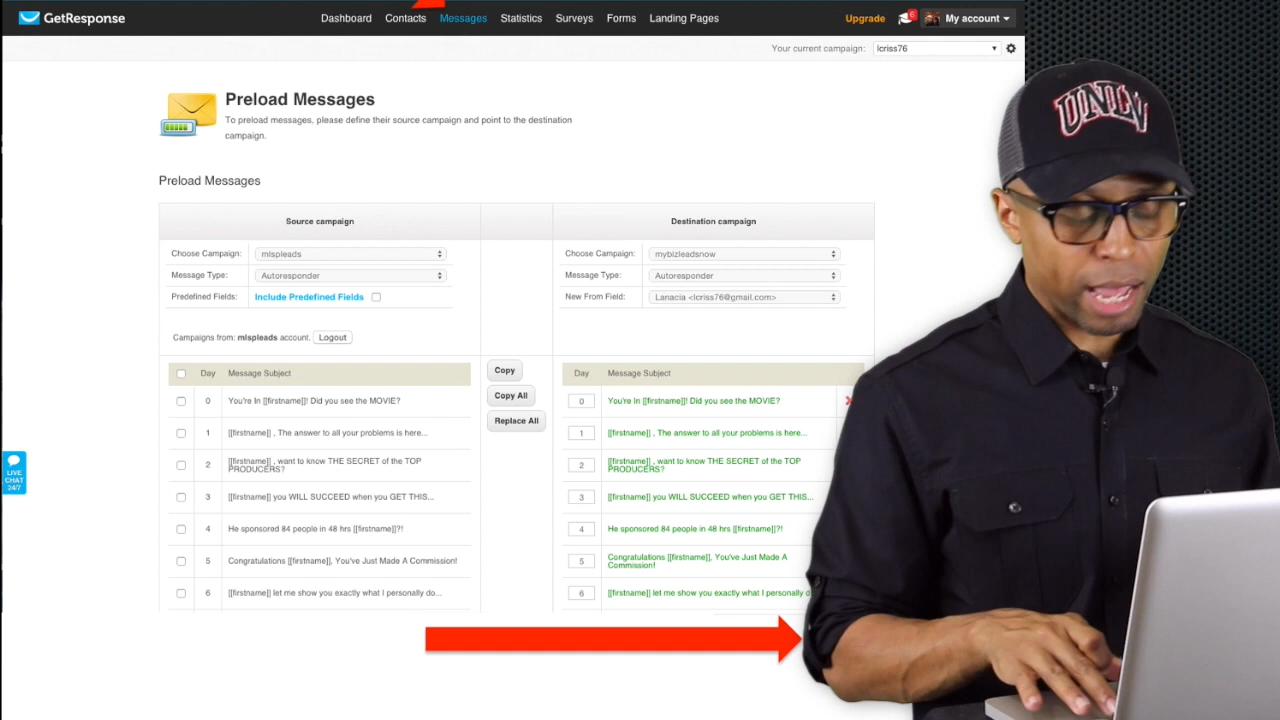 GetResponse
Dashboard Contacts Messages Statistics Surveys Forms Landing Pages
Upgrade 6 My account
Your current campaign: lcriss76
Preload Messages
To preload messages, please define their source campaign and point to the destination
campaign.
Preload Messages
Source campaign Destination campaign
Choose Campaign: mlspleads Choose Campaign: mybizleadsnow
Message Type: Autoresponder Message Type: Autoresponder
Predefined Fields: Include Predefined Fields New From Field: Lanacia <lcriss76@gmail.com>
Campaigns from: mlspleads account. Logout
Day Message Subject Copy Day Message Subject
Copy All
Replace All
0 You're In [[firstname]]! Did you see the MOVIE? 0 You're In [[firstname]]! Did you see the MOVIE?
1 [[firstname]] , The answer to all your problems is here... 1 [[firstname]] , The answer to all your problems is here...
2 [[firstname]] , want to know THE SECRET of the TOP 2 [[firstname]] , want to know THE SECRET of the TOP
PRODUCERS? PRODUCERS?
3 [[firstname]] you WILL SUCCEED when you GET THIS... 3 [[firstname]] you WILL SUCCEED when you GET THIS...
4 He sponsored 84 people in 48 hrs [[firstname]]?! 4 He sponsored 84 people in 48 hrs [[firstname]]?!
5 Congratulations [[firstname]], You've Just Made A Commission! 5 Congratulations [[firstname]], You've Just Made A
Commission!
6 [[firstname]] let me show you exactly what I personally do... 6 [[firstname]] let me show you exactly what I personally d
LIVE
CHAT
24/7
UNLV